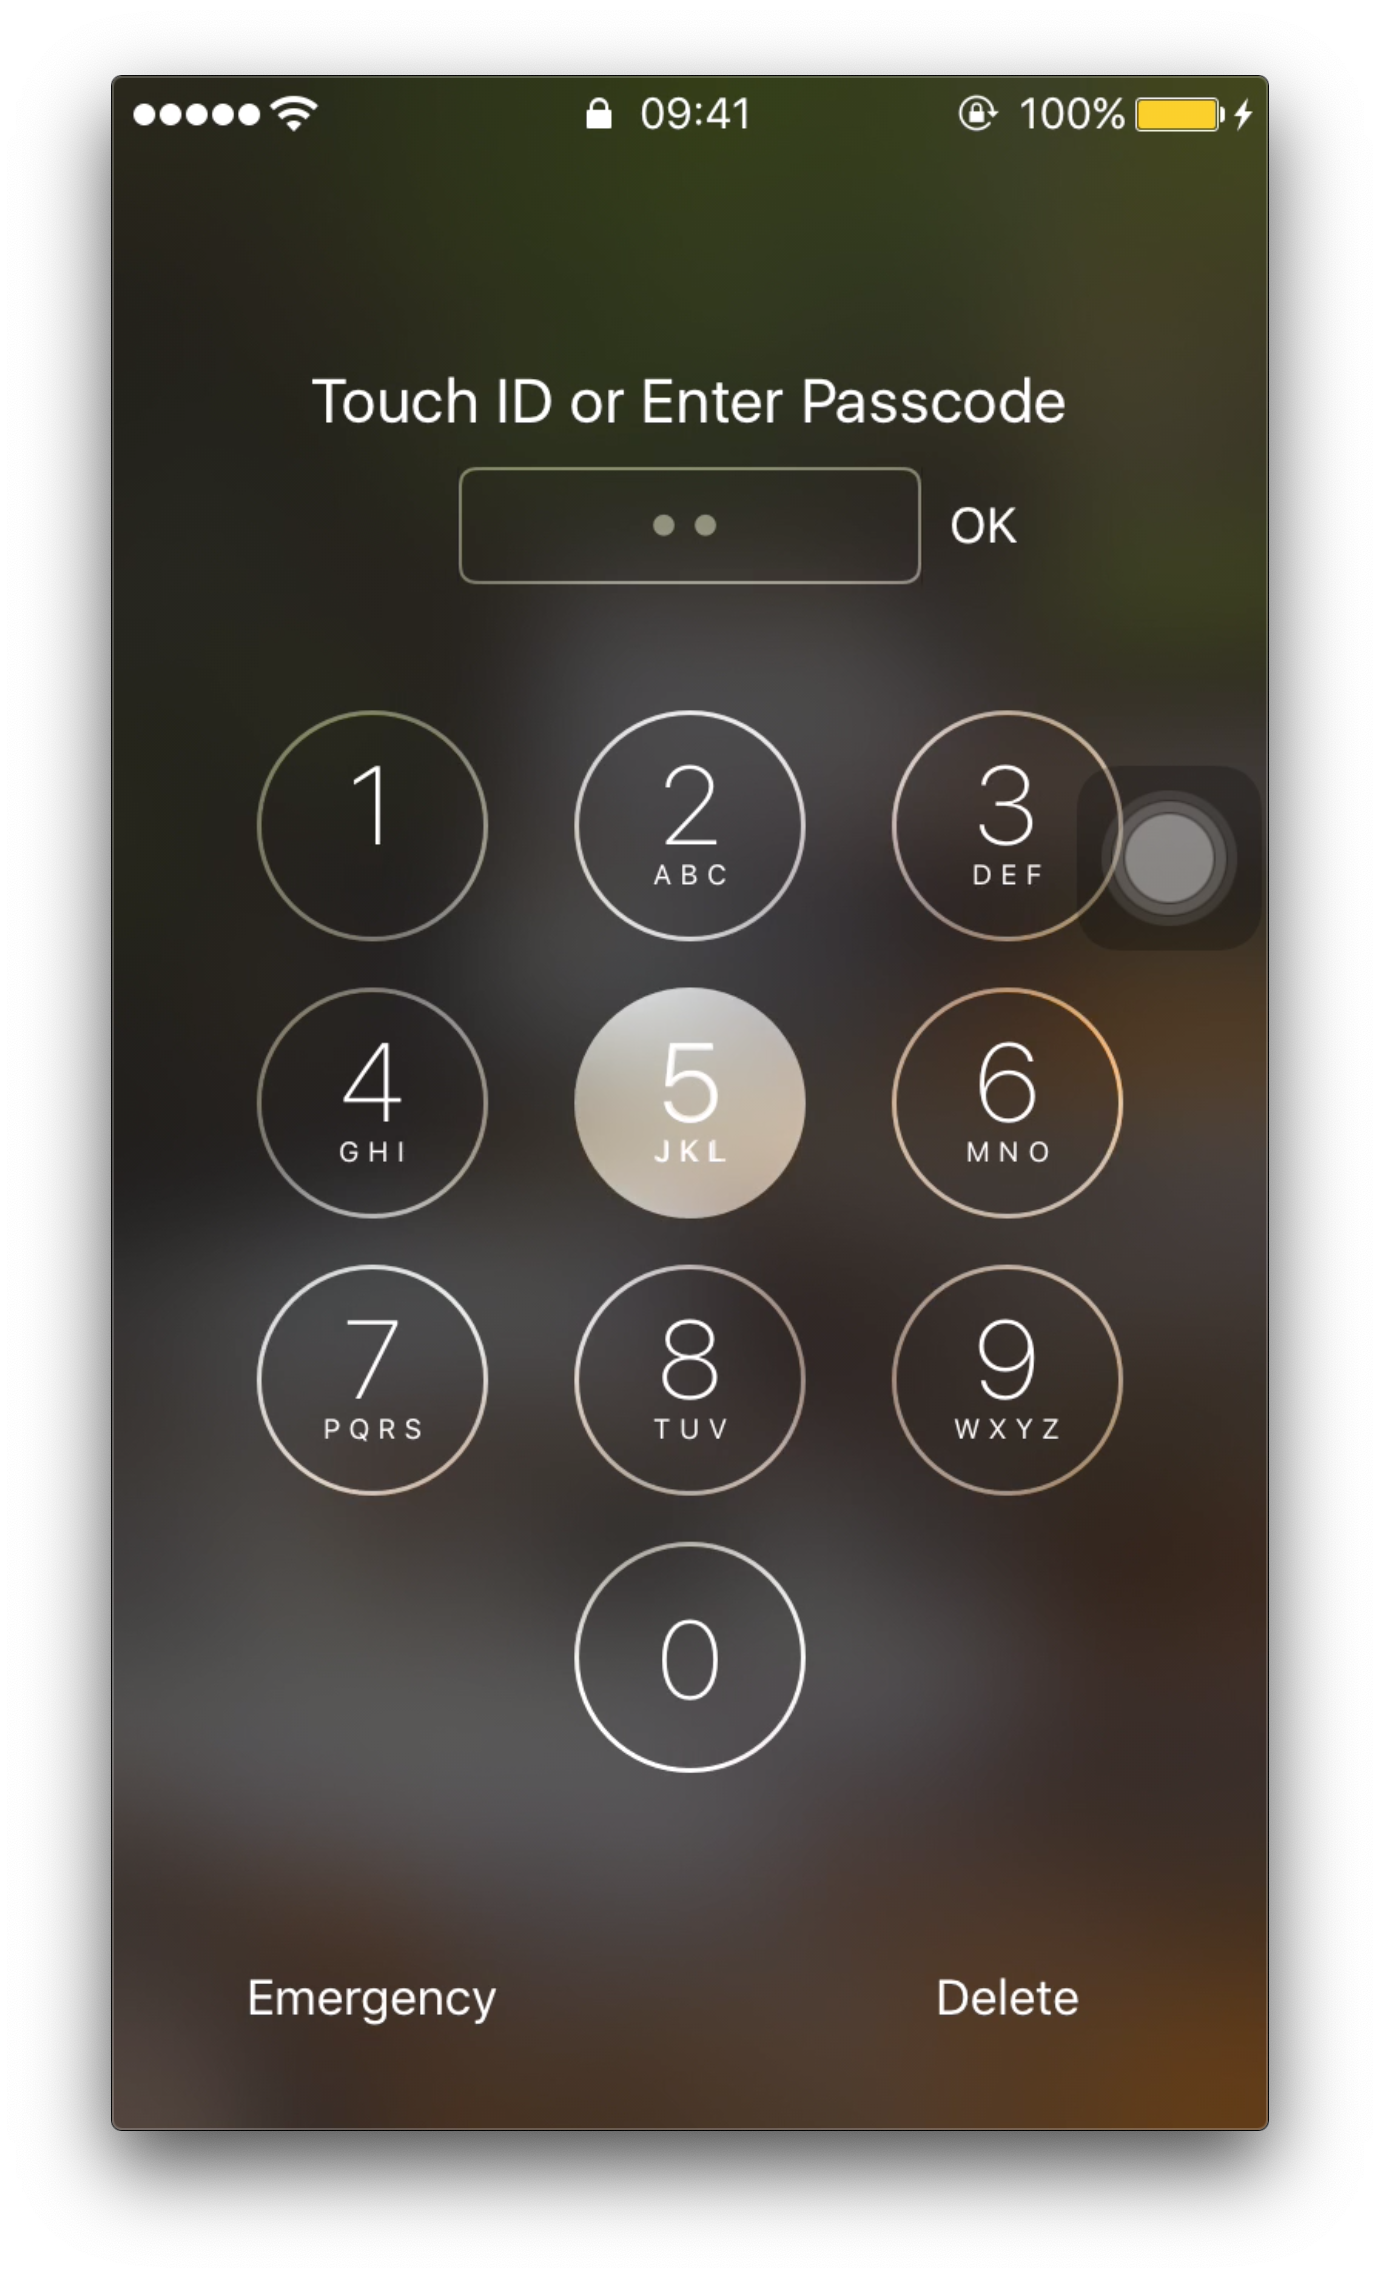 09:41 100%
Touch ID or Enter Passcode
OK
1 2 3
ABC DEF
4 5 6
GHI JKL MNO
7 8 9
PQRS TUV WXYZ
0
Emergency Delete